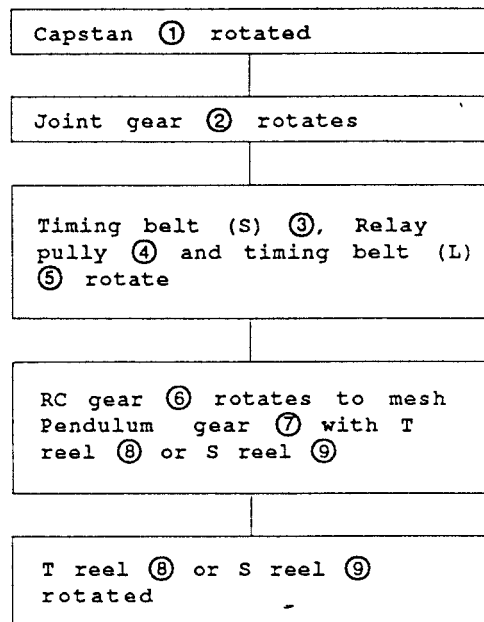 Capstan ① rotated
Joint gear ② rotates
Timing belt (S) ③, Relay
pully ④ and timing belt (L)
⑤ rotate
RC gear ⑥ rotates to mesh
Pendulum gear ⑦ with T
reel ⑧ or S reel ⑨
T reel ⑧ or S reel ⑨
rotated